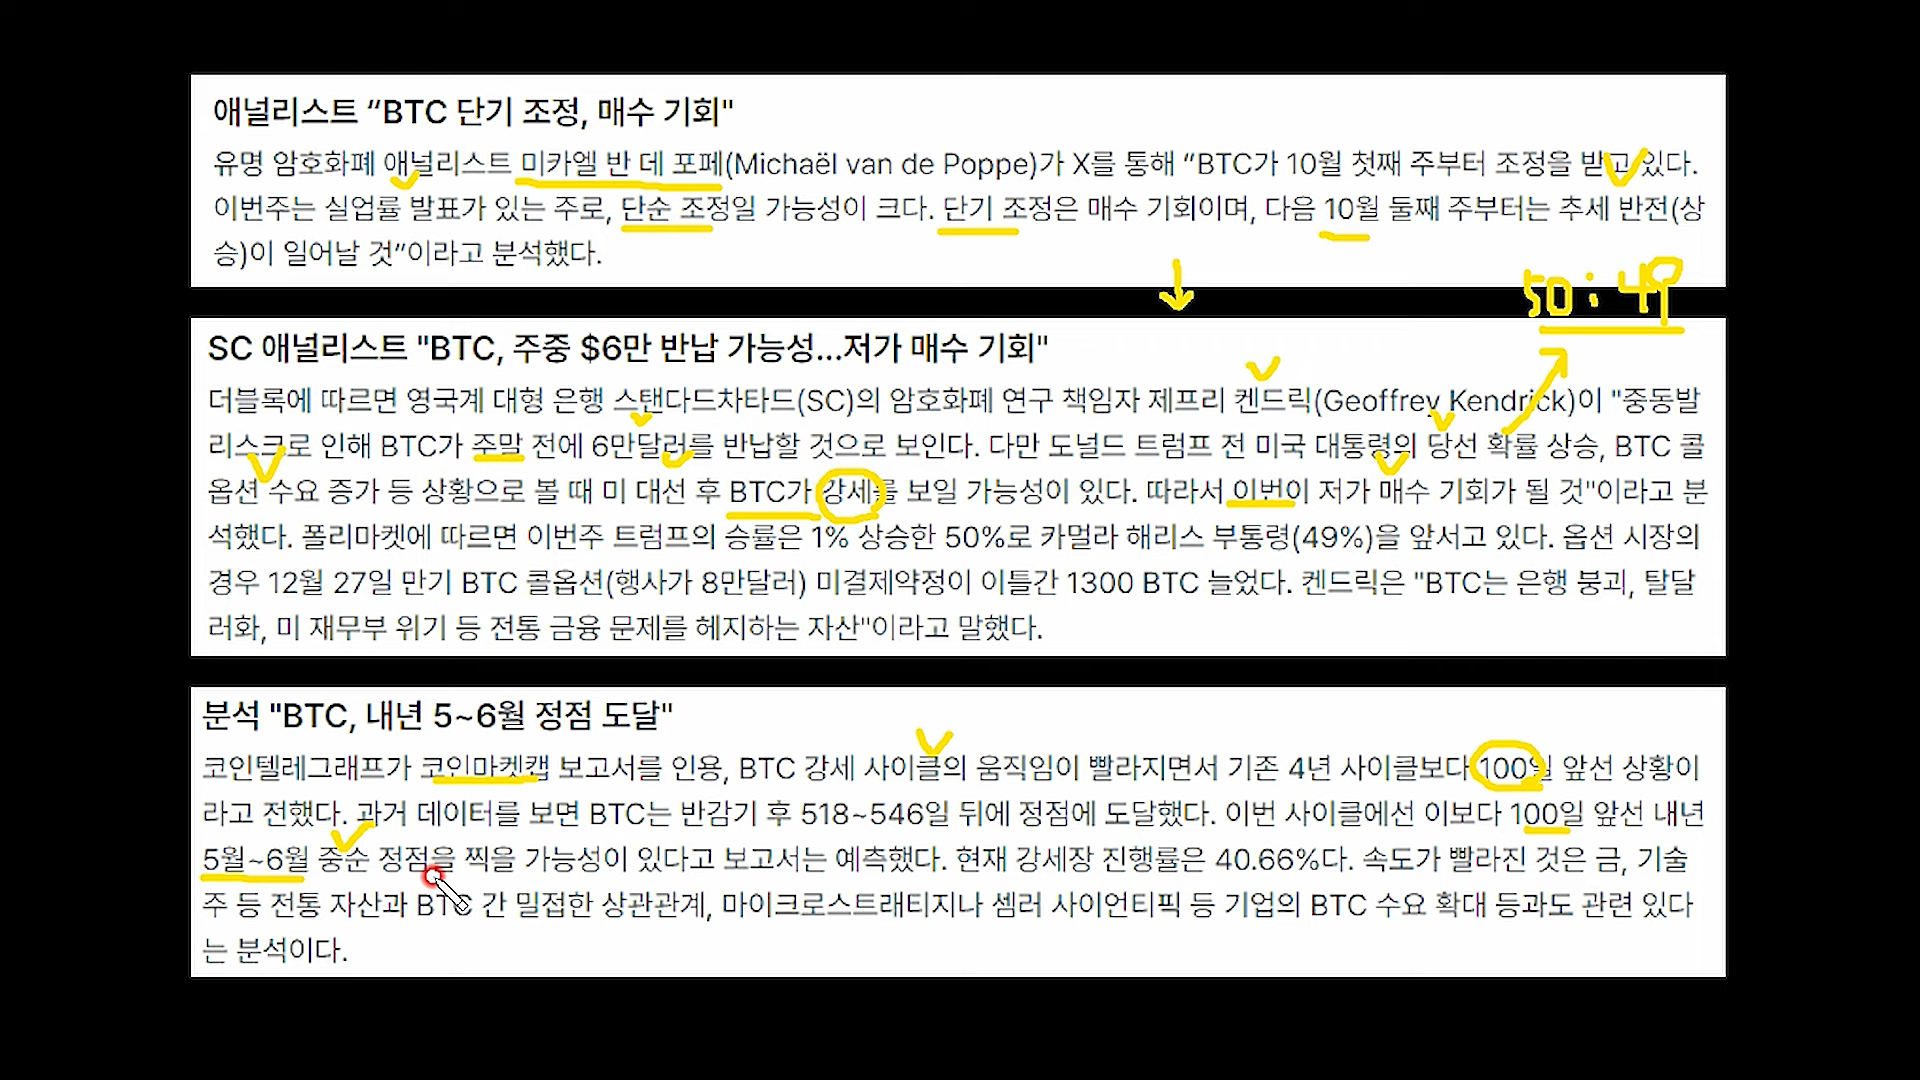 애널리스트 “BTC 단기 조정, 매수 기회"
유명 암호화폐 애널리스트 미카엘 반 데 포페(Michaël van de Poppe)가 X를 통해 “BTC가 10월 첫째 주부터 조정을 받고 있다.
이번주는 실업률 발표가 있는 주로, 단순 조정일 가능성이 크다. 단기 조정은 매수 기회이며, 다음 10월 둘째 주부터는 추세 반전(상
승)이 일어날 것”이라고 분석했다.
50:49
SC 애널리스트 "BTC, 주중 $6만 반납 가능성...저가 매수 기회"
더블록에 따르면 영국계 대형 은행 스탠다드차타드(SC)의 암호화폐 연구 책임자 제프리 켄드릭(Geoffrey Kendrick)이 "중동발
리스크로 인해 BTC가 주말 전에 6만달러를 반납할 것으로 보인다. 다만 도널드 트럼프 전 미국 대통령의 당선 확률 상승, BTC 콜
옵션 수요 증가 등 상황으로 볼 때 미 대선 후 BTC가 강세를 보일 가능성이 있다. 따라서 이번이 저가 매수 기회가 될 것"이라고 분
석했다. 폴리마켓에 따르면 이번주 트럼프의 승률은 1% 상승한 50%로 카멀라 해리스 부통령(49%)을 앞서고 있다. 옵션 시장의
경우 12월 27일 만기 BTC 콜옵션(행사가 8만달러) 미결제약정이 이틀간 1300 BTC 늘었다. 켄드릭은 "BTC는 은행 붕괴, 탈달
러화, 미 재무부 위기 등 전통 금융 문제를 헤지하는 자산"이라고 말했다.
분석 "BTC, 내년 5~6월 정점 도달"
코인텔레그래프가 코인마켓캡 보고서를 인용, BTC 강세 사이클의 움직임이 빨라지면서 기존 4년 사이클보다 100일 앞선 상황이
라고 전했다. 과거 데이터를 보면 BTC는 반감기 후 518~546일 뒤에 정점에 도달했다. 이번 사이클에선 이보다 100일 앞선 내년
5월~6월 중순 정점을 찍을 가능성이 있다고 보고서는 예측했다. 현재 강세장 진행률은 40.66%다. 속도가 빨라진 것은 금, 기술
주 등 전통 자산과 BTC 간 밀접한 상관관계, 마이크로스트래티지나 셈러 사이언티픽 등 기업의 BTC 수요 확대 등과도 관련 있다
는 분석이다.